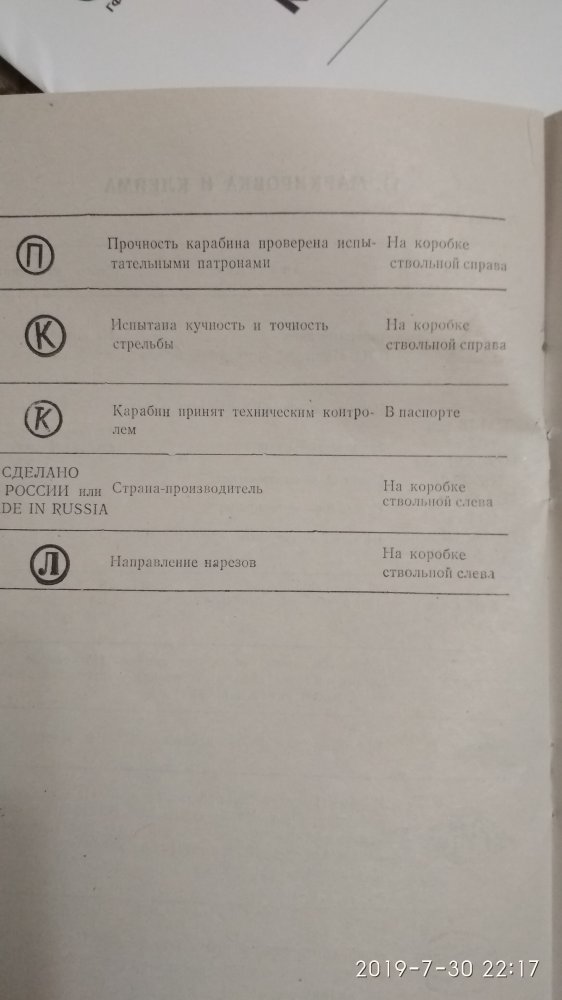 П Прочность карабина проверена испы- На коробке
тательными патронами ствольной справа
К Испытана кучность и точность На коробке
стрельбы ствольной справа
К Карабин принят техническим контро- В паспорте
лем
СДЕЛАНО
РОССИИ или Страна-производитель На коробке
DE IN RUSSIA ствольной слева
Л Направление нарезов На коробке
ствольной слева
2019-7-30 22:17